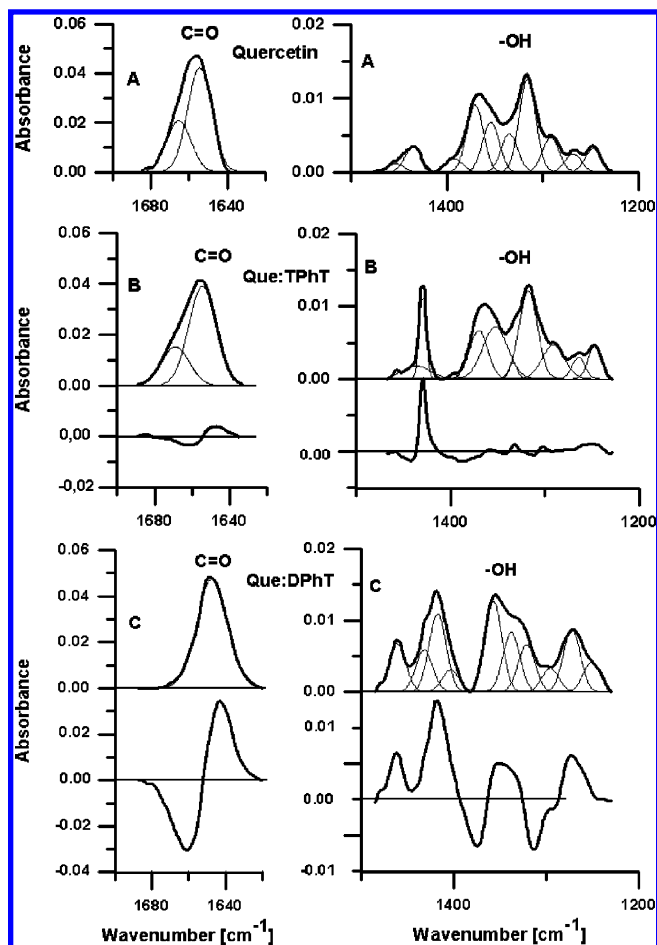 C=O
Quercetin
-OH
A
A
Absorbance
0.06
0.04
0.02
0.00
1680 1640
0.02
0.01
0.00
1400 1200
C=O
Que:TPhT
-OH
B
B
Absorbance
0.06
0.04
0.02
0.00
0,00
-0,02
1680 1640
0.02
0.01
0.00
0.00
1400 1200
C=O
Que:DPhT
-OH
C
C
Absorbance
0.06
0.04
0.02
0.00
0.02
0.00
-0.02
-0.04
1680 1640
Wavenumber [cm-1]
0.02
0.01
0.00
0.01
0.00
-0.01
1400 1200
Wavenumber [cm-1]